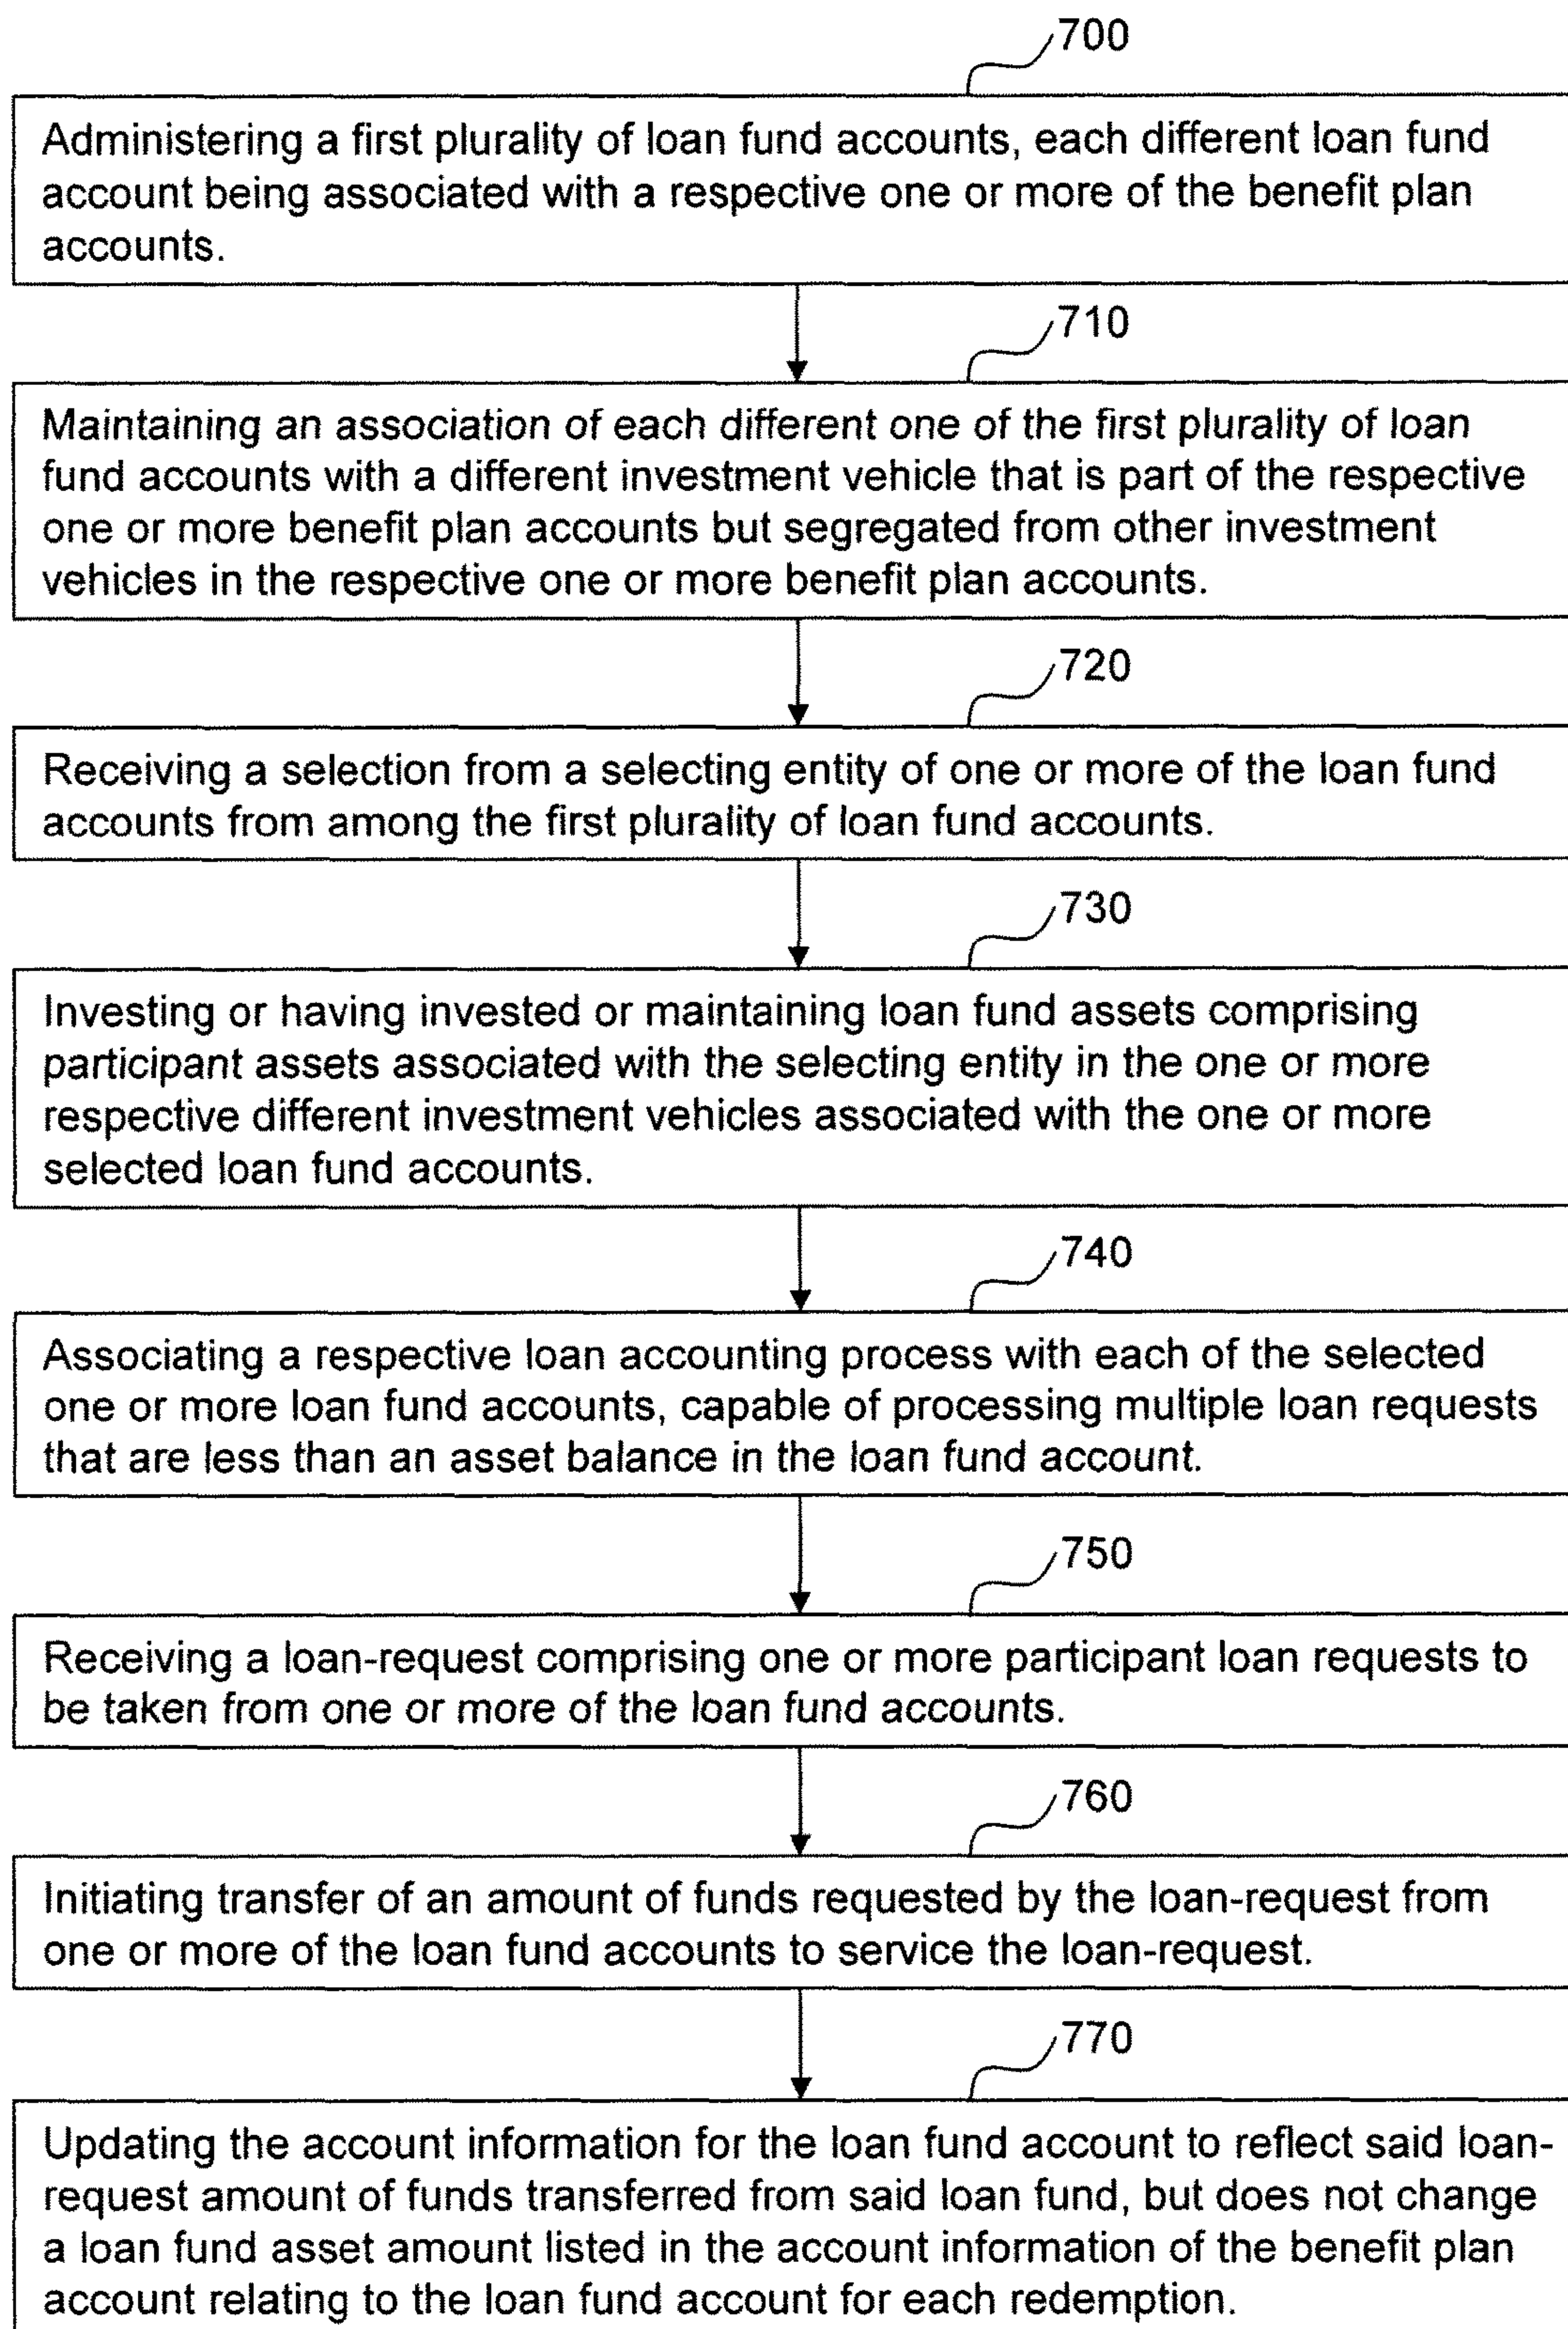 700
Administering a first plurality of loan fund accounts, each different loan fund
account being associated with a respective one or more of the benefit plan
accounts.
710
Maintaining an association of each different one of the first plurality of loan
fund accounts with a different investment vehicle that is part of the respective
one or more benefit plan accounts but segregated from other investment
vehicles in the respective one or more benefit plan accounts.
720
Receiving a selection from a selecting entity of one or more of the loan fund
accounts from among the first plurality of loan fund accounts.
730
Investing or having invested or maintaining loan fund assets comprising
participant assets associated with the selecting entity in the one or more
respective different investment vehicles associated with the one or more
selected loan fund accounts.
740
Associating a respective loan accounting process with each of the selected
one or more loan fund accounts, capable of processing multiple loan requests
that are less than an asset balance in the loan fund account.
750
Receiving a loan-request comprising one or more participant loan requests to
be taken from one or more of the loan fund accounts.
760
Initiating transfer of an amount of funds requested by the loan-request from
one or more of the loan fund accounts to service the loan-request.
770
Updating the account information for the loan fund account to reflect said loan-
request amount of funds transferred from said loan fund, but does not change
a loan fund asset amount listed in the account information of the benefit plan
account relating to the loan fund account for each redemption.